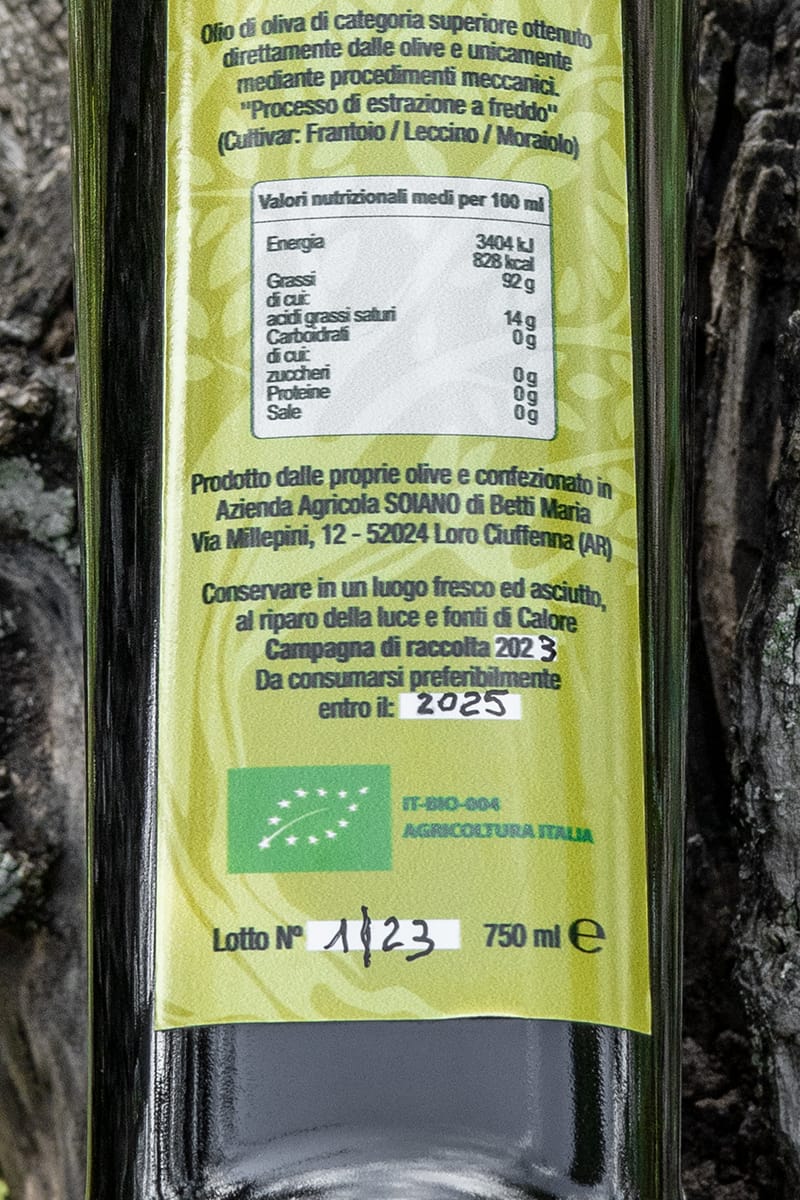 Olio di oliva di categoria superiore ottenuto
direttamente dalle olive e unicamente
mediante procedimenti meccanici.
"Processo di estrazione a freddo"
(Cultivar: Frantoio / Leccino / Moraiolo)
Valori nutrizionali medi per 100 ml
Energia 3404 kJ
828 kcal
Grassi 92 g
di cui:
acidi grassi saturi 14 g
Carboidrati 0 g
di cui:
zuccheri 0 g
Proteine 0 g
Sale 0 g
Prodotto dalle proprie olive e confezionato in
Azienda Agricola SOIANO di Betti Maria
Via Millepini, 12 - 52024 Loro Ciuffenna (AR)
Conservare in un luogo fresco ed asciutto,
al riparo della luce e fonti di Calore
Campagna di raccolta 2023
Da consumarsi preferibilmente
entro il: 2025
IT-BIO-004
AGRICOLTURA ITALIA
Lotto N° 1/23 750 ml ℮